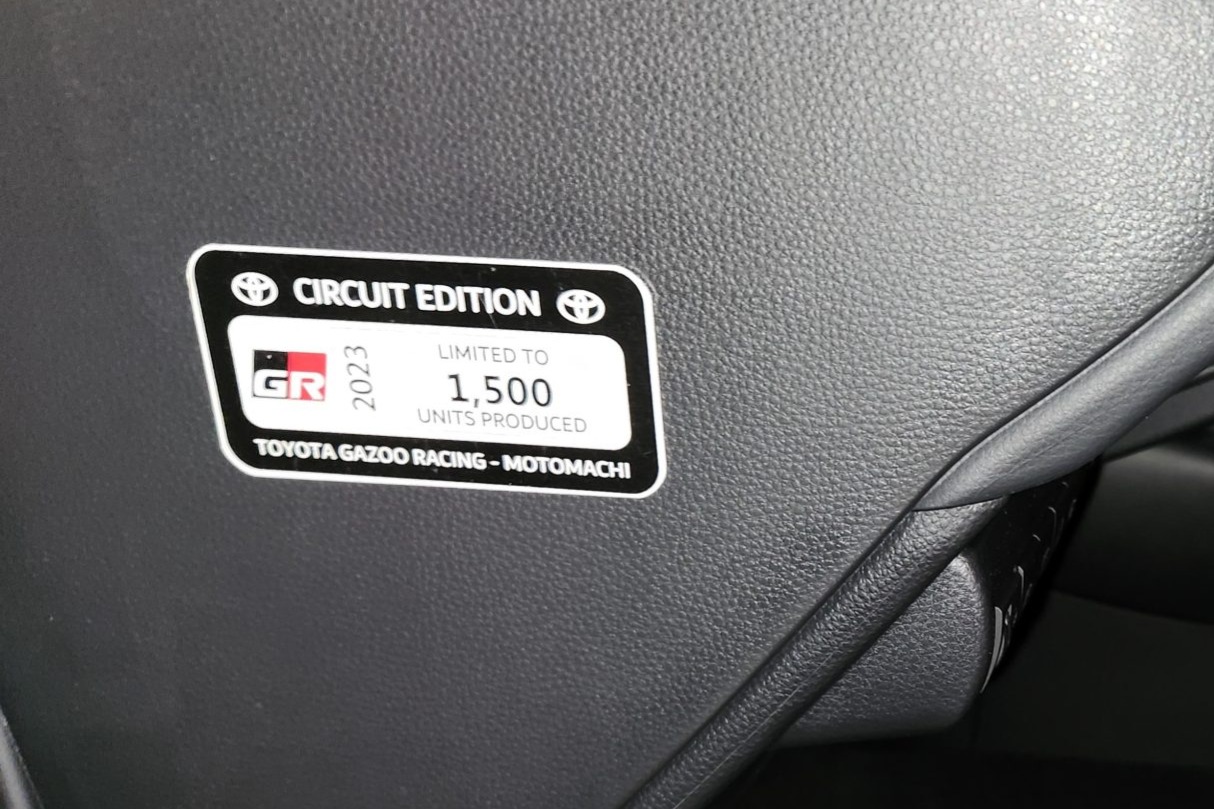 CIRCUIT EDITION
GR
2023
LIMITED TO
1,500
UNITS PRODUCED
TOYOTA GAZOO RACING - MOTOMACHI